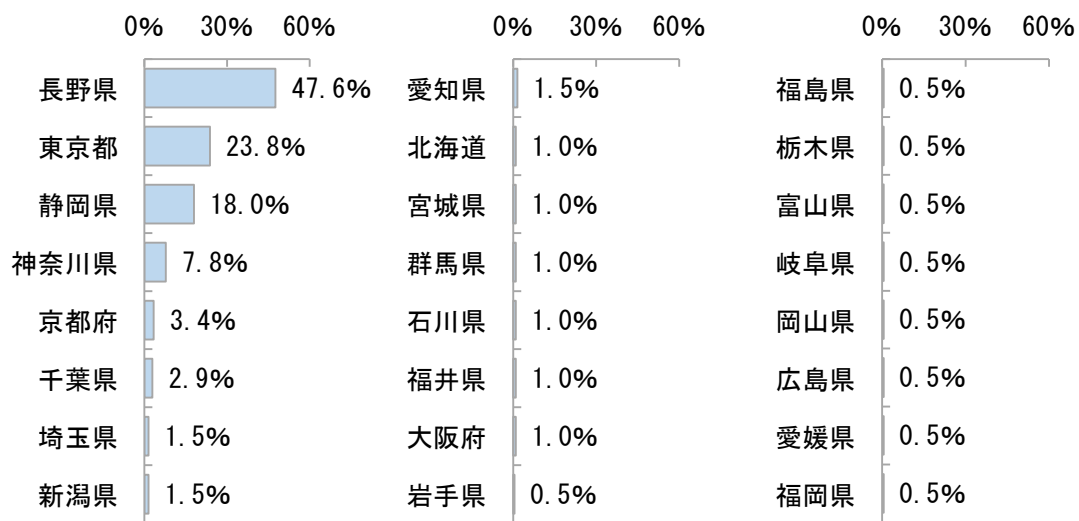 0% 30% 60% 0% 30% 60% 0% 30% 60%
長野県 47.6% 愛知県 1.5% 福島県 0.5%
東京都 23.8% 北海道 1.0% 栃木県 0.5%
静岡県 18.0% 宮城県 1.0% 富山県 0.5%
神奈川県 7.8% 群馬県 1.0% 岐阜県 0.5%
京都府 3.4% 石川県 1.0% 岡山県 0.5%
千葉県 2.9% 福井県 1.0% 広島県 0.5%
埼玉県 1.5% 大阪府 1.0% 愛媛県 0.5%
新潟県 1.5% 岩手県 0.5% 福岡県 0.5%